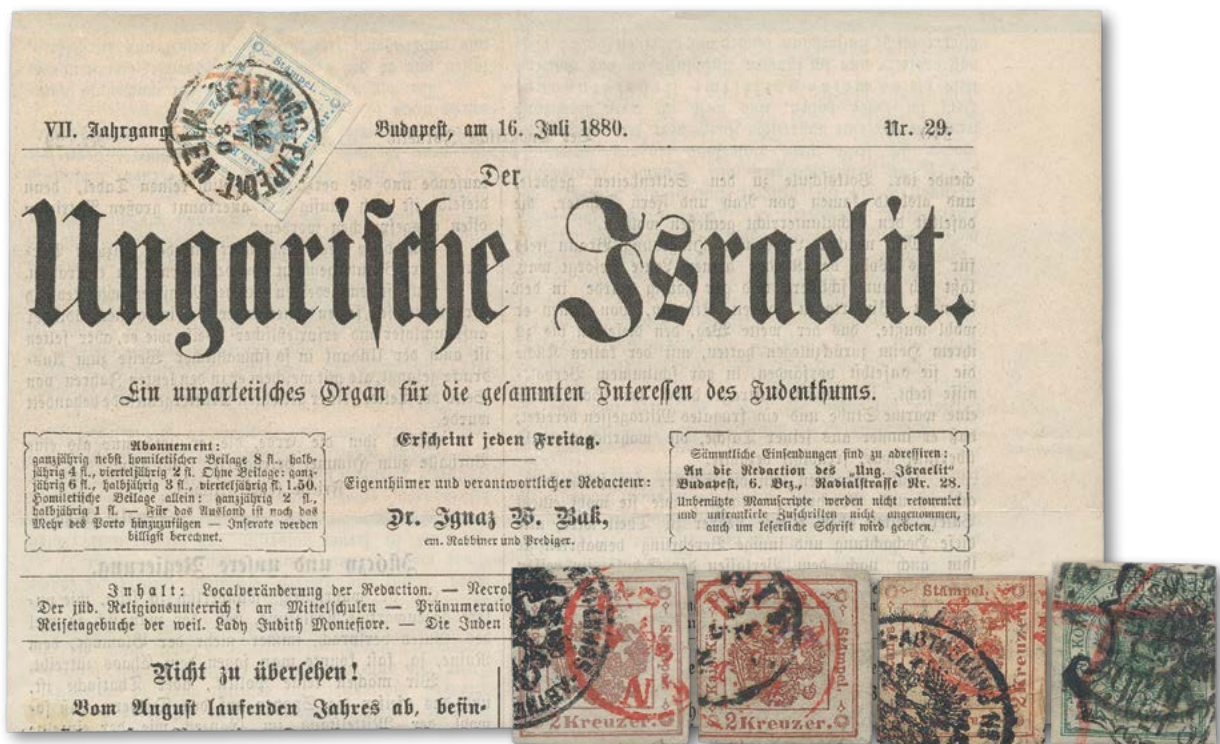 VII. Jahrgang
Budapest, am 16. Juli 1880.
Nr. 29.
ZEITUNGS-EXPEDIT WIEN
80
Stämpel.
Der
Ungarische Israelit.
Ein unparteiisches Organ für die gesammten Interessen des Judenthums.
Abonnement:
ganzjährig nebst homiletischer Beilage 8 fl., halb-
jährig 4 fl., vierteljährig 2 fl. Ohne Beilage: ganz-
jährig 6 fl., halbjährig 3 fl., vierteljährig fl. 1.50.
Homiletische Beilage allein: ganzjährig 2 fl.,
halbjährig 1 fl. — Für das Ausland ist noch das
Mehr des Porto hinzuzufügen — Inserate werden
billigst berechnet.
Erscheint jeden Freitag.
Eigenthümer und verantwortlicher Redacteur:
Dr. Ignaz W. Bak,
em. Rabbiner und Prediger.
Sämmtliche Einsendungen sind zu adressiren:
An die Redaction des „Ung. Israelit“
Budapest, 6. Bez., Radialstrasse Nr. 28.
Unbenützte Manuscripte werden nicht retournirt
und unfrankirte Zuschriften nicht angenommen,
auch um leserliche Schrift wird gebeten.
Inhalt: Localveränderung der Redaction. —
Der jüd. Religionsunterricht an Mittelschulen —
Reisetagebuche der weil. Lady Judith Montefiore. — Die Juden
Nicht zu übersehen!
Vom August laufenden Jahres ab, befin-
2 Kreuzer.
Stämpel.
2 Kreuzer.
Stämpel.
Stämpel.
2 Kreuzer.